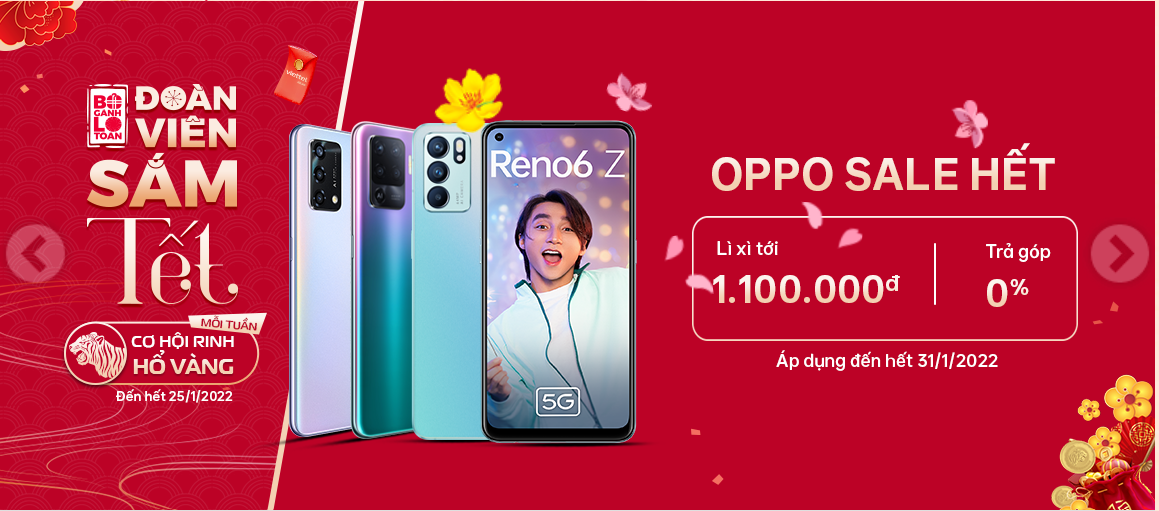 BỎ
GÁNH
LO
TOAN
ĐOÀN
VIÊN
SẮM
Tết
MỖI TUẦN
CƠ HỘI RINH
HỔ VÀNG
Đến hết 25/1/2022
viettel
Reno6 Z
5G
OPPO SALE HẾT
Lì xì tới
1.100.000đ
Trả góp
0%
Áp dụng đến hết 31/1/2022